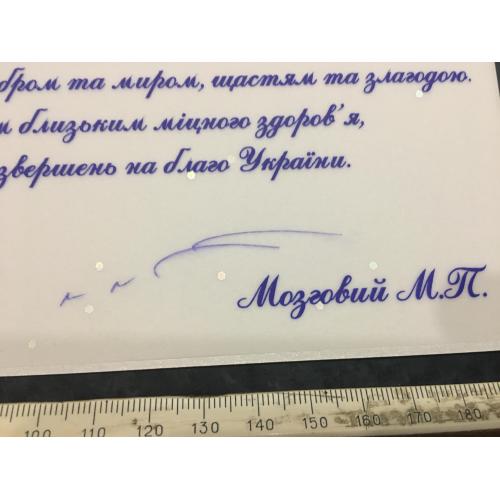 бром та миром, щастям та злагодою.
близьким міцного здоров'я,
звершень на благо України.
Мозговий М.П.
100 110 120 130 140 150 160 170 180